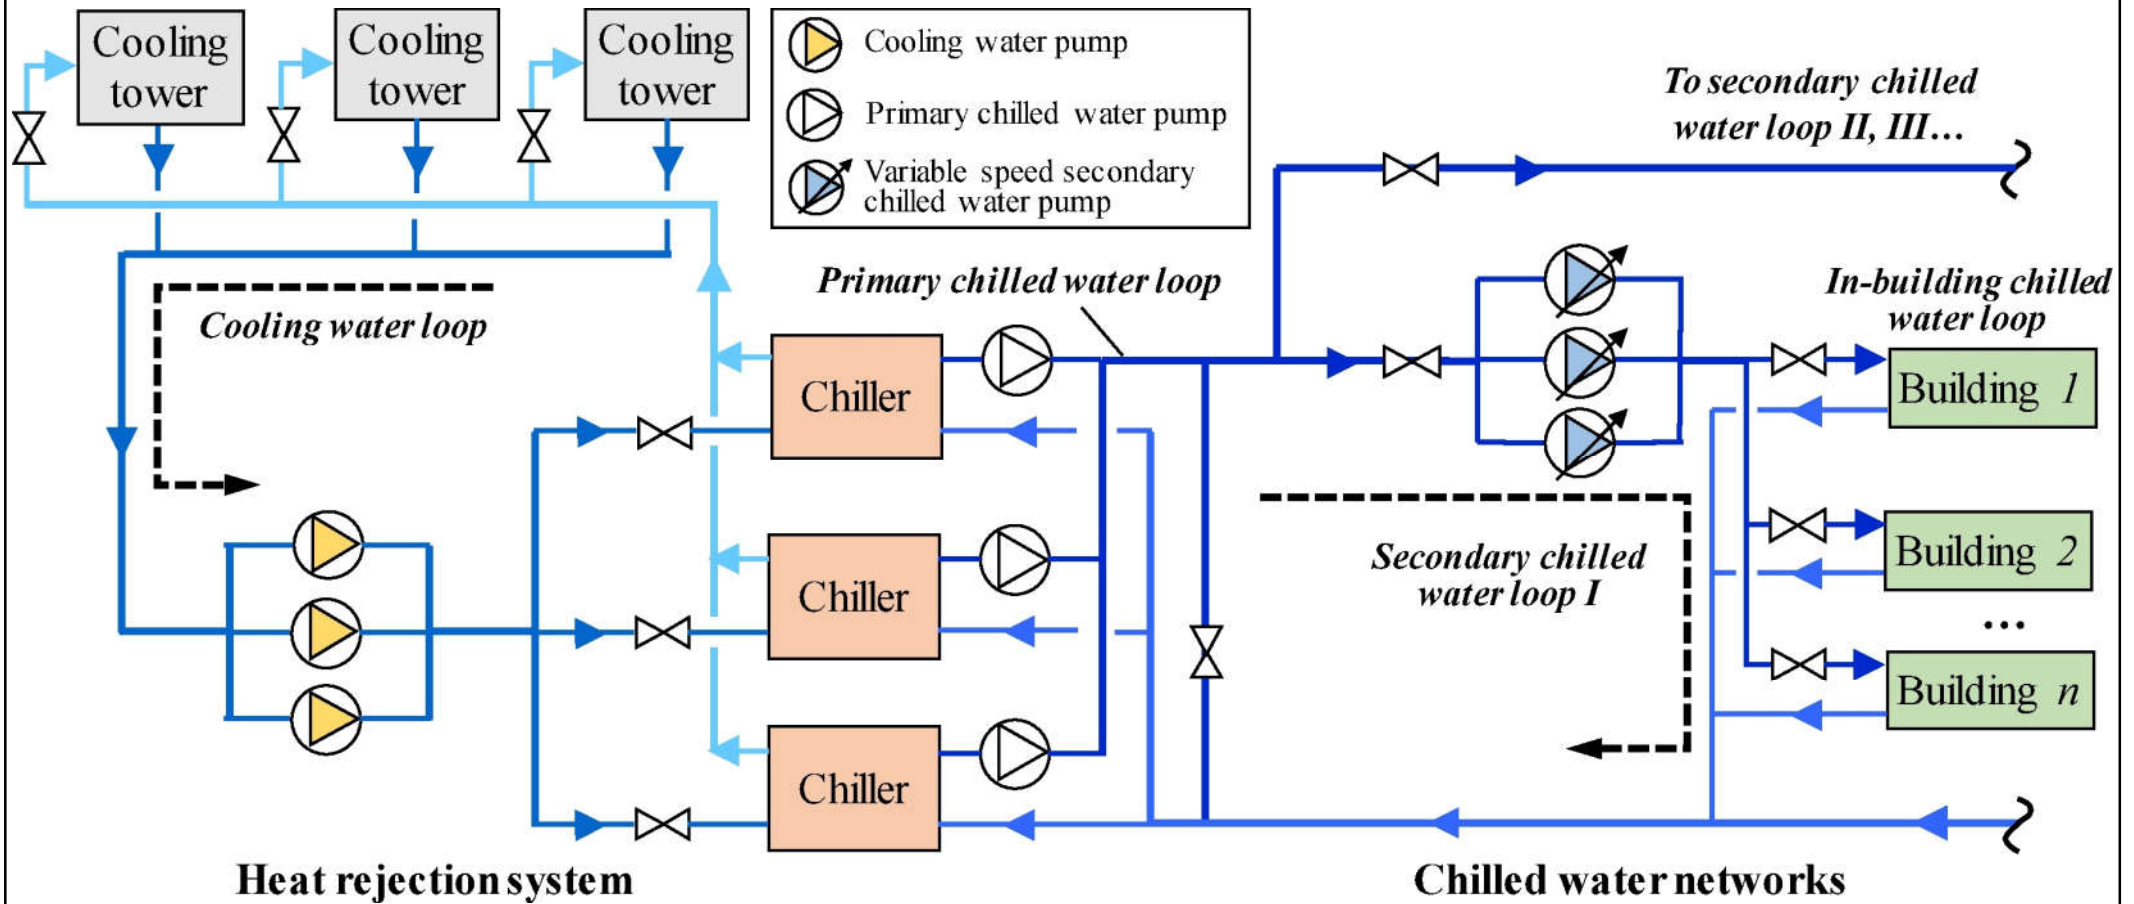 Cooling
tower
Cooling
tower
Cooling
tower
Cooling water pump
Primary chilled water pump
Variable speed secondary
chilled water pump
To secondary chilled
water loop II, III...
Primary chilled water loop
In-building chilled
water loop
Cooling water loop
Chiller
Building 1
Chiller
Secondary chilled
water loop I
Building 2
...
Building n
Chiller
Heat rejection system
Chilled water networks